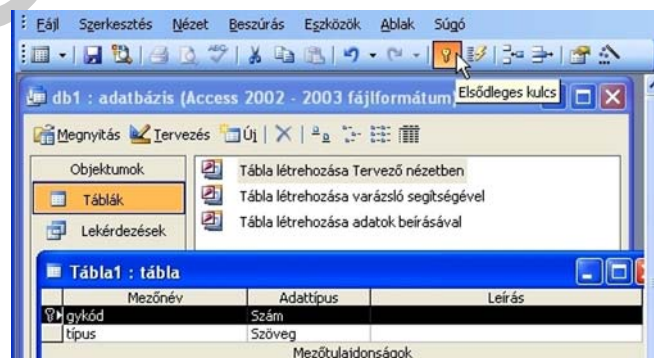 Fájl Szerkesztés Nézet Beszúrás Eszközök Ablak Súgó
Elsődleges kulcs
db1 : adatbázis (Access 2002 - 2003 fájlformátum)
Megnyitás Tervezés Új
Objektumok
Táblák
Lekérdezések
Tábla létrehozása Tervező nézetben
Tábla létrehozása varázsló segítségével
Tábla létrehozása adatok beírásával
Tábla1 : tábla
Mezőnév Adattípus Leírás
gykód Szám
típus Szöveg
Mezőtulajdonságok